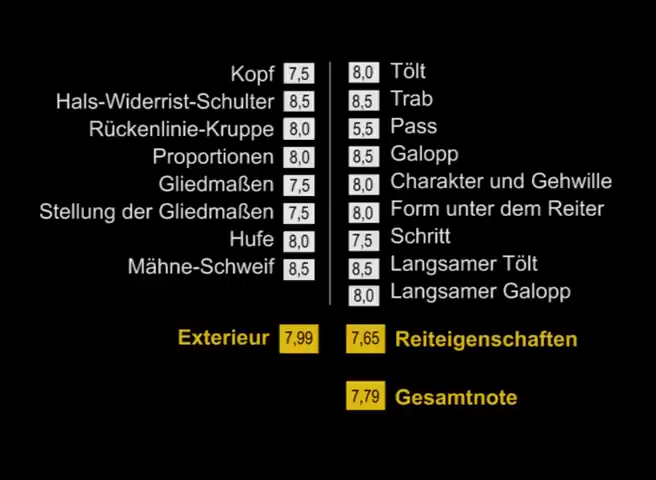 Kopf 7,5
Hals-Widerrist-Schulter 8,5
Rückenlinie-Kruppe 8,0
Proportionen 8,0
Gliedmaßen 7,5
Stellung der Gliedmaßen 7,5
Hufe 8,0
Mähne-Schweif 8,5
8,0 Tölt
8,5 Trab
5,5 Pass
8,5 Galopp
8,0 Charakter und Gehwille
8,0 Form unter dem Reiter
7,5 Schritt
8,5 Langsamer Tölt
8,0 Langsamer Galopp
Exterieur 7,99
7,65 Reiteigenschaften
7,79 Gesamtnote